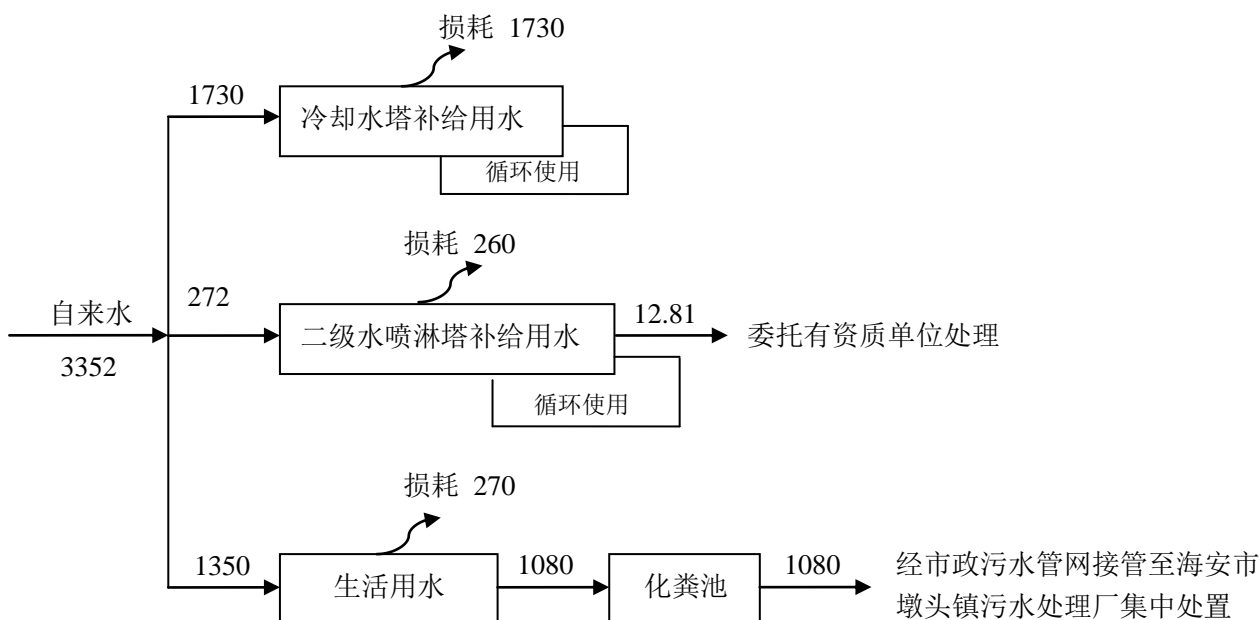 损耗 1730
1730
冷却水塔补给用水
循环使用
损耗 260
自来水
3352
272
二级水喷淋塔补给用水
12.81
委托有资质单位处理
循环使用
损耗 270
1350
生活用水
1080
化粪池
1080
经市政污水管网接管至海安市
墩头镇污水处理厂集中处置